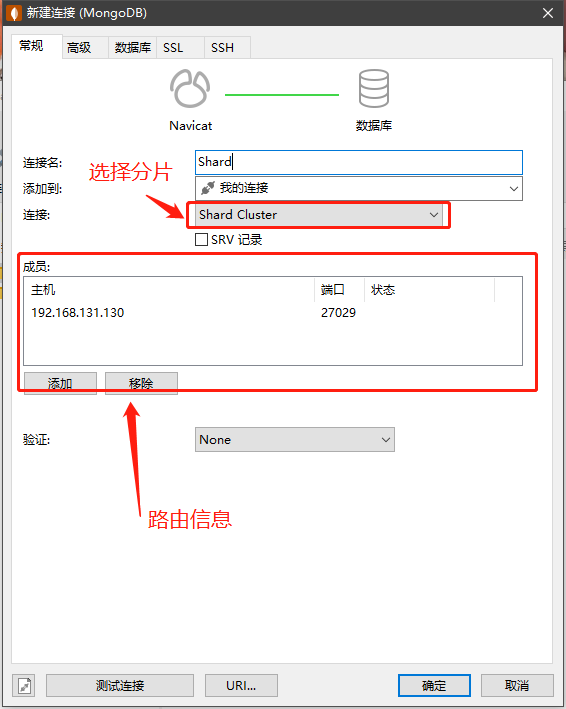 新建连接 (MongoDB)
常规 高级 数据库 SSL SSH
Navicat 数据库
连接名: Shard
选择分片
添加到: 我的连接
连接: Shard Cluster
SRV 记录
成员:
主机 端口 状态
192.168.131.130 27029
添加 移除
验证: None
路由信息
测试连接 URI... 确定 取消